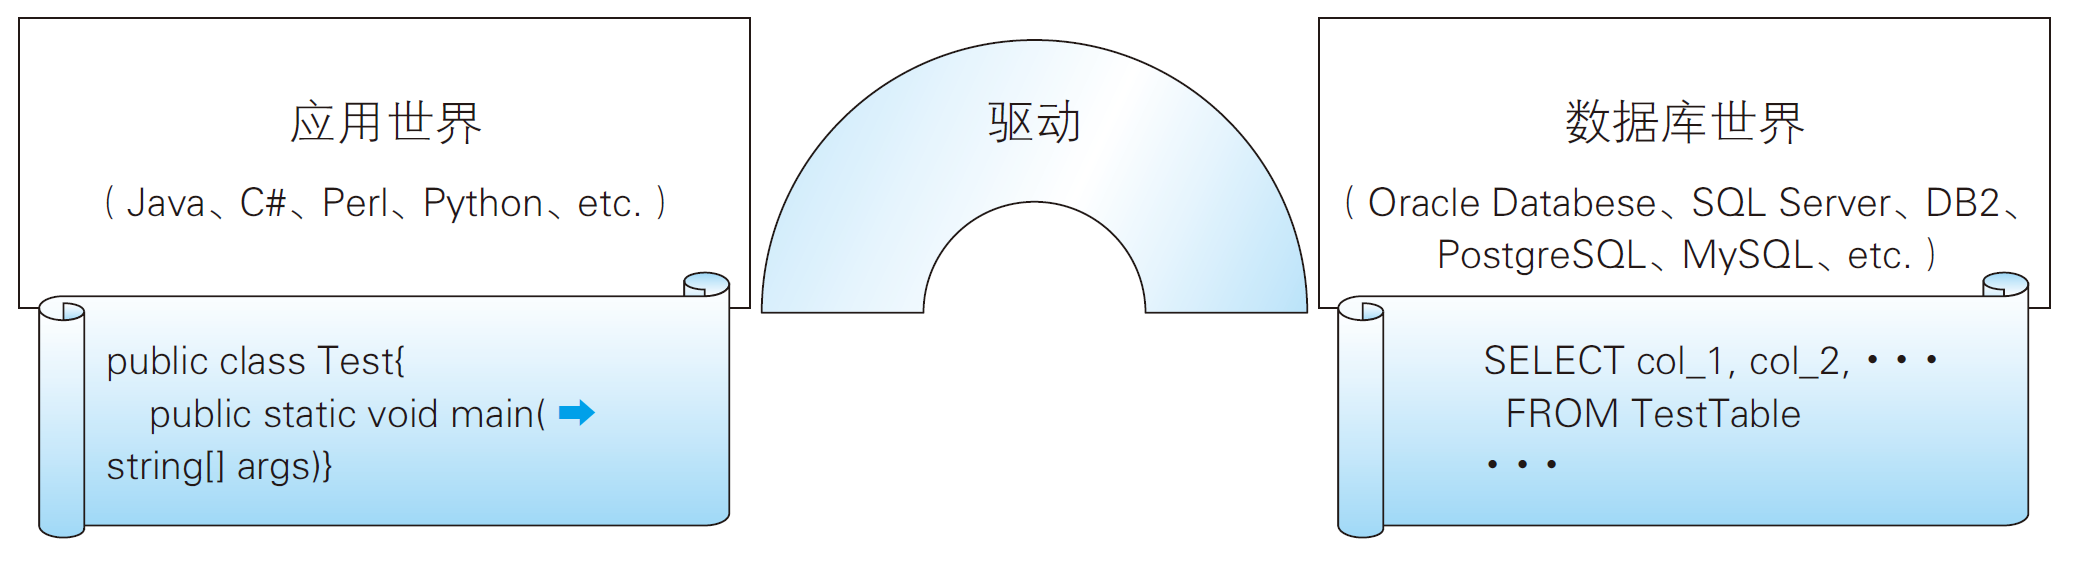 应用世界
（ Java、C#、Perl、Python、etc. ）
public class Test{
public static void main( ➡
string[] args)}
驱动
数据库世界
（ Oracle Databese、SQL Server、DB2、
PostgreSQL、MySQL、etc. ）
SELECT col_1, col_2, ・・・
FROM TestTable
・・・